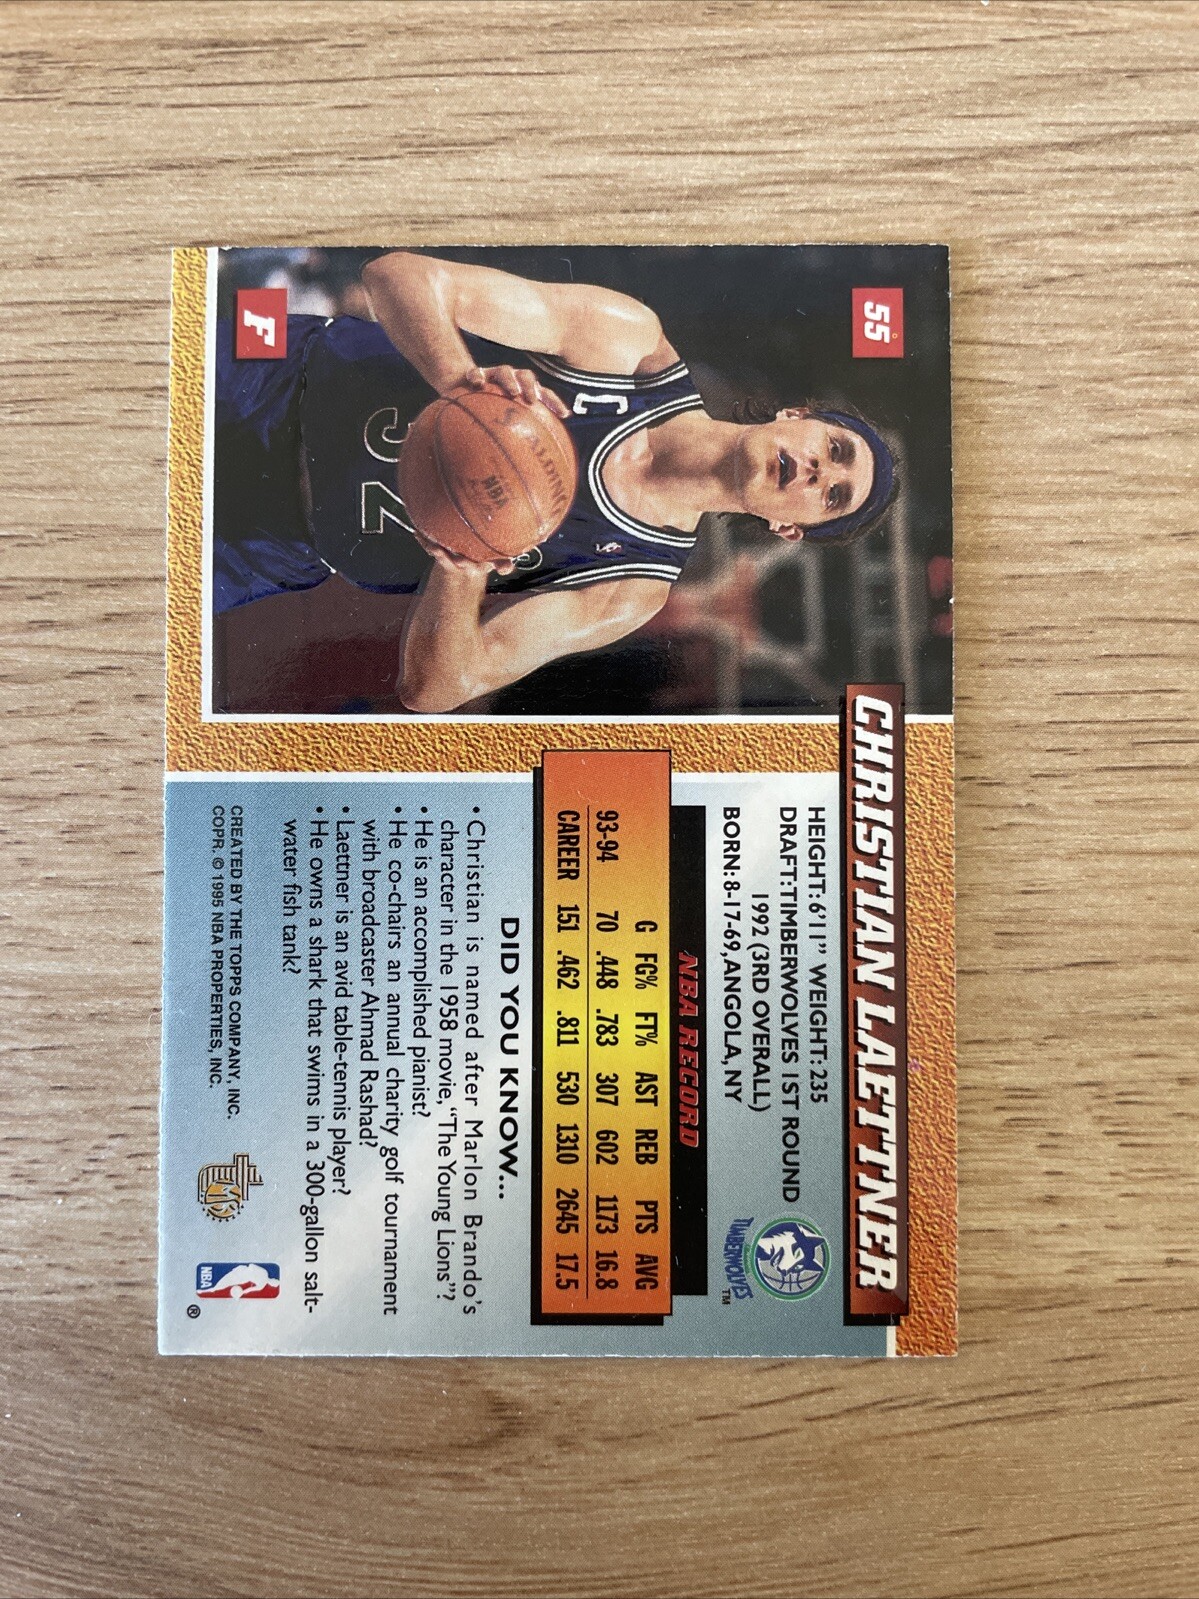 55
C
32
SPALDING
NBA
F
CHRISTIAN LAETTNER
HEIGHT: 6'11" WEIGHT: 235
DRAFT: TIMBERWOLVES 1ST ROUND
1992 (3RD OVERALL)
BORN: 8-17-69, ANGOLA, NY
TIMBERWOLVES ™
NBA RECORD
G FG% FT% AST REB PTS AVG
93-94 70 .448 .783 307 602 1173 16.8
CAREER 151 .462 .811 530 1310 2645 17.5
DID YOU KNOW...
• Christian is named after Marlon Brando's
character in the 1958 movie, "The Young Lions"?
• He is an accomplished pianist?
• He co-chairs an annual charity golf tournament
with broadcaster Ahmad Rashad?
• Laettner is an avid table-tennis player?
• He owns a shark that swims in a 300-gallon salt-
water fish tank?
CREATED BY THE TOPPS COMPANY, INC.
COPR. © 1995 NBA PROPERTIES, INC.
NBA ®